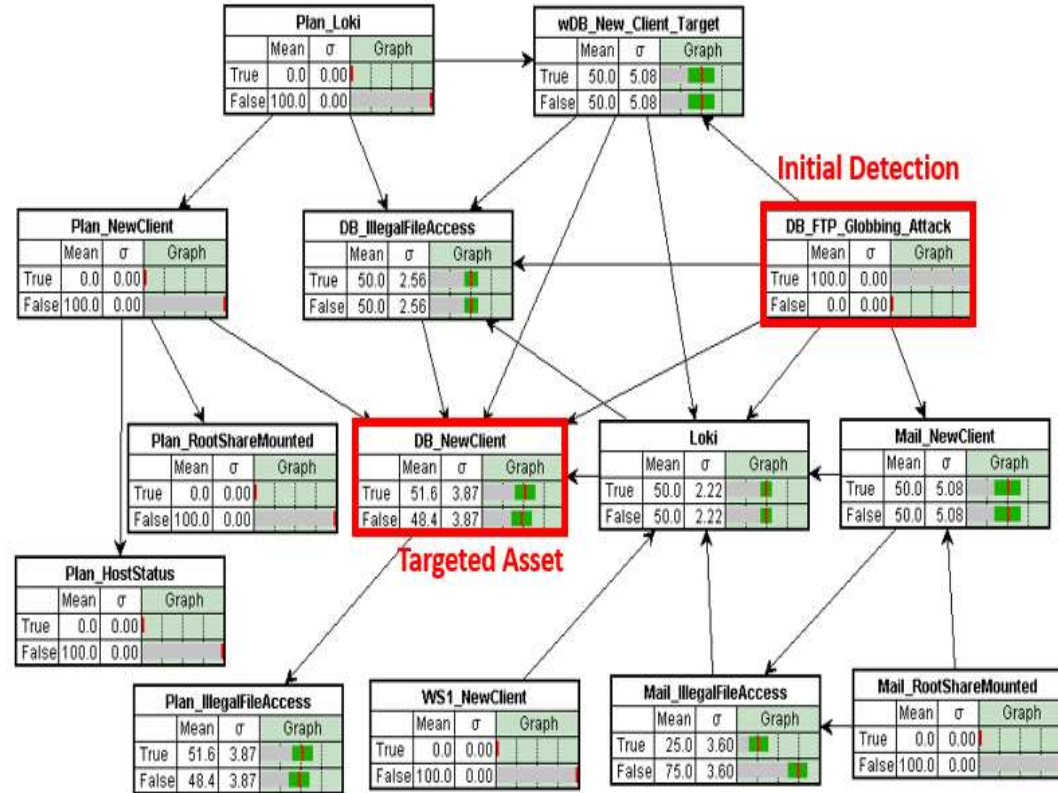 Plan_Loki
Mean σ Graph
True 0.0 0.00
False 100.0 0.00
wDB_New_Client_Target
Mean σ Graph
True 50.0 5.08
False 50.0 5.08
Initial Detection
Plan_NewClient
Mean σ Graph
True 0.0 0.00
False 100.0 0.00
DB_IllegalFileAccess
Mean σ Graph
True 50.0 2.56
False 50.0 2.56
DB_FTP_Globbing_Attack
Mean σ Graph
True 100.0 0.00
False 0.0 0.00
Plan_RootShareMounted
Mean σ Graph
True 0.0 0.00
False 100.0 0.00
DB_NewClient
Mean σ Graph
True 51.6 3.87
False 48.4 3.87
Targeted Asset
Loki
Mean σ Graph
True 50.0 2.22
False 50.0 2.22
Mail_NewClient
Mean σ Graph
True 50.0 5.08
False 50.0 5.08
Plan_HostStatus
Mean σ Graph
True 0.0 0.00
False 100.0 0.00
Plan_IllegalFileAccess
Mean σ Graph
True 51.6 3.87
False 48.4 3.87
WS1_NewClient
Mean σ Graph
True 0.0 0.00
False 100.0 0.00
Mail_IllegalFileAccess
Mean σ Graph
True 25.0 3.60
False 75.0 3.60
Mail_RootShareMounted
Mean σ Graph
True 0.0 0.00
False 100.0 0.00